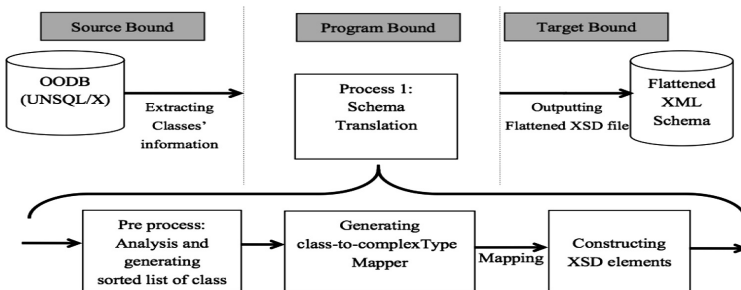 Source Bound
Program Bound
Target Bound
OODB
(UNSQL/X)
Extracting
Classes'
information
Process 1:
Schema
Translation
Outputting
Flattened XSD file
Flattened
XML
Schema
Pre process:
Analysis and
generating
sorted list of class
Generating
class-to-complexType
Mapper
Mapping
Constructing
XSD elements